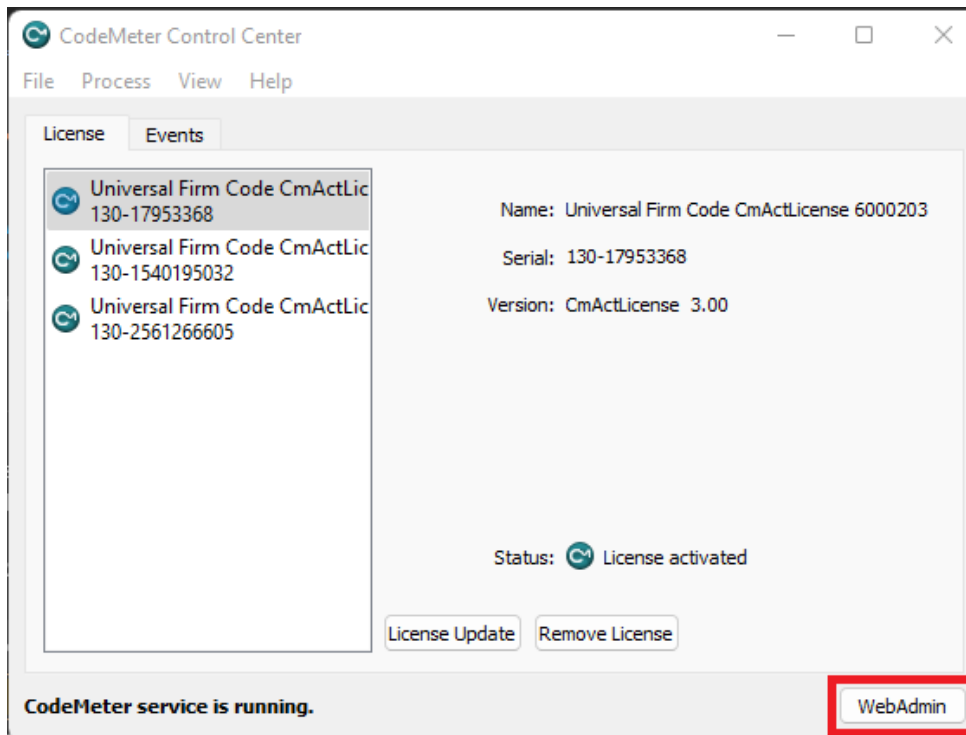 CodeMeter Control Center
File Process View Help
License Events
Universal Firm Code CmActLic
130-17953368
Universal Firm Code CmActLic
130-1540195032
Universal Firm Code CmActLic
130-2561266605
Name: Universal Firm Code CmActLicense 6000203
Serial: 130-17953368
Version: CmActLicense 3.00
Status: License activated
License Update Remove License
CodeMeter service is running.
WebAdmin